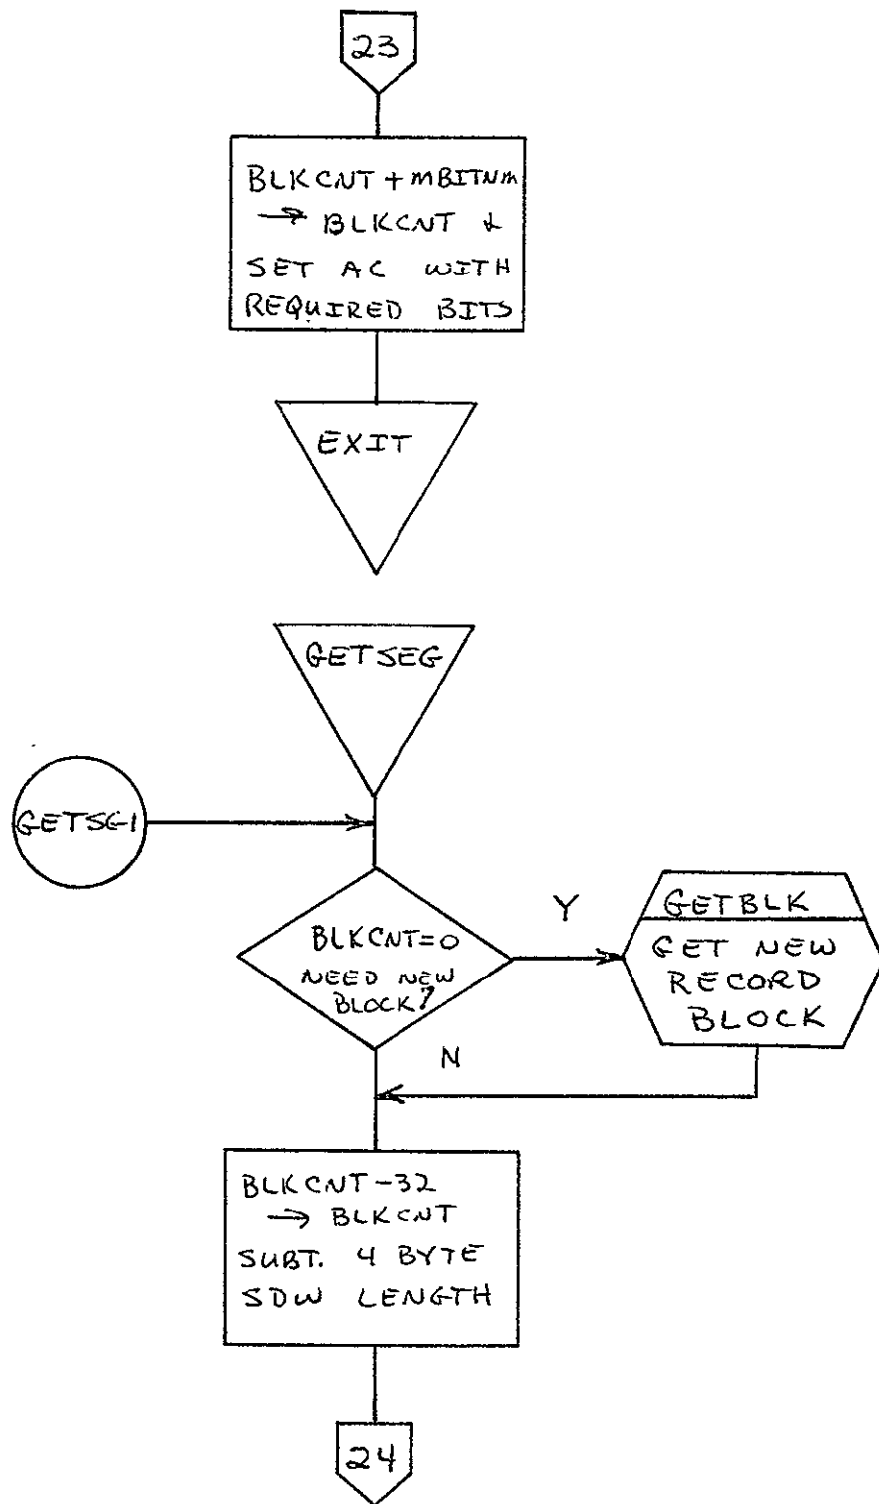 23
BLKCNT + mBITNm
→ BLKCNT &
SET AC WITH
REQUIRED BITS
EXIT
GETSEG
GETSG1
BLKCNT=0
NEED NEW
BLOCK?
Y
GETBLK
GET NEW
RECORD
BLOCK
N
BLKCNT-32
→ BLKCNT
SUBT. 4 BYTE
SDW LENGTH
24